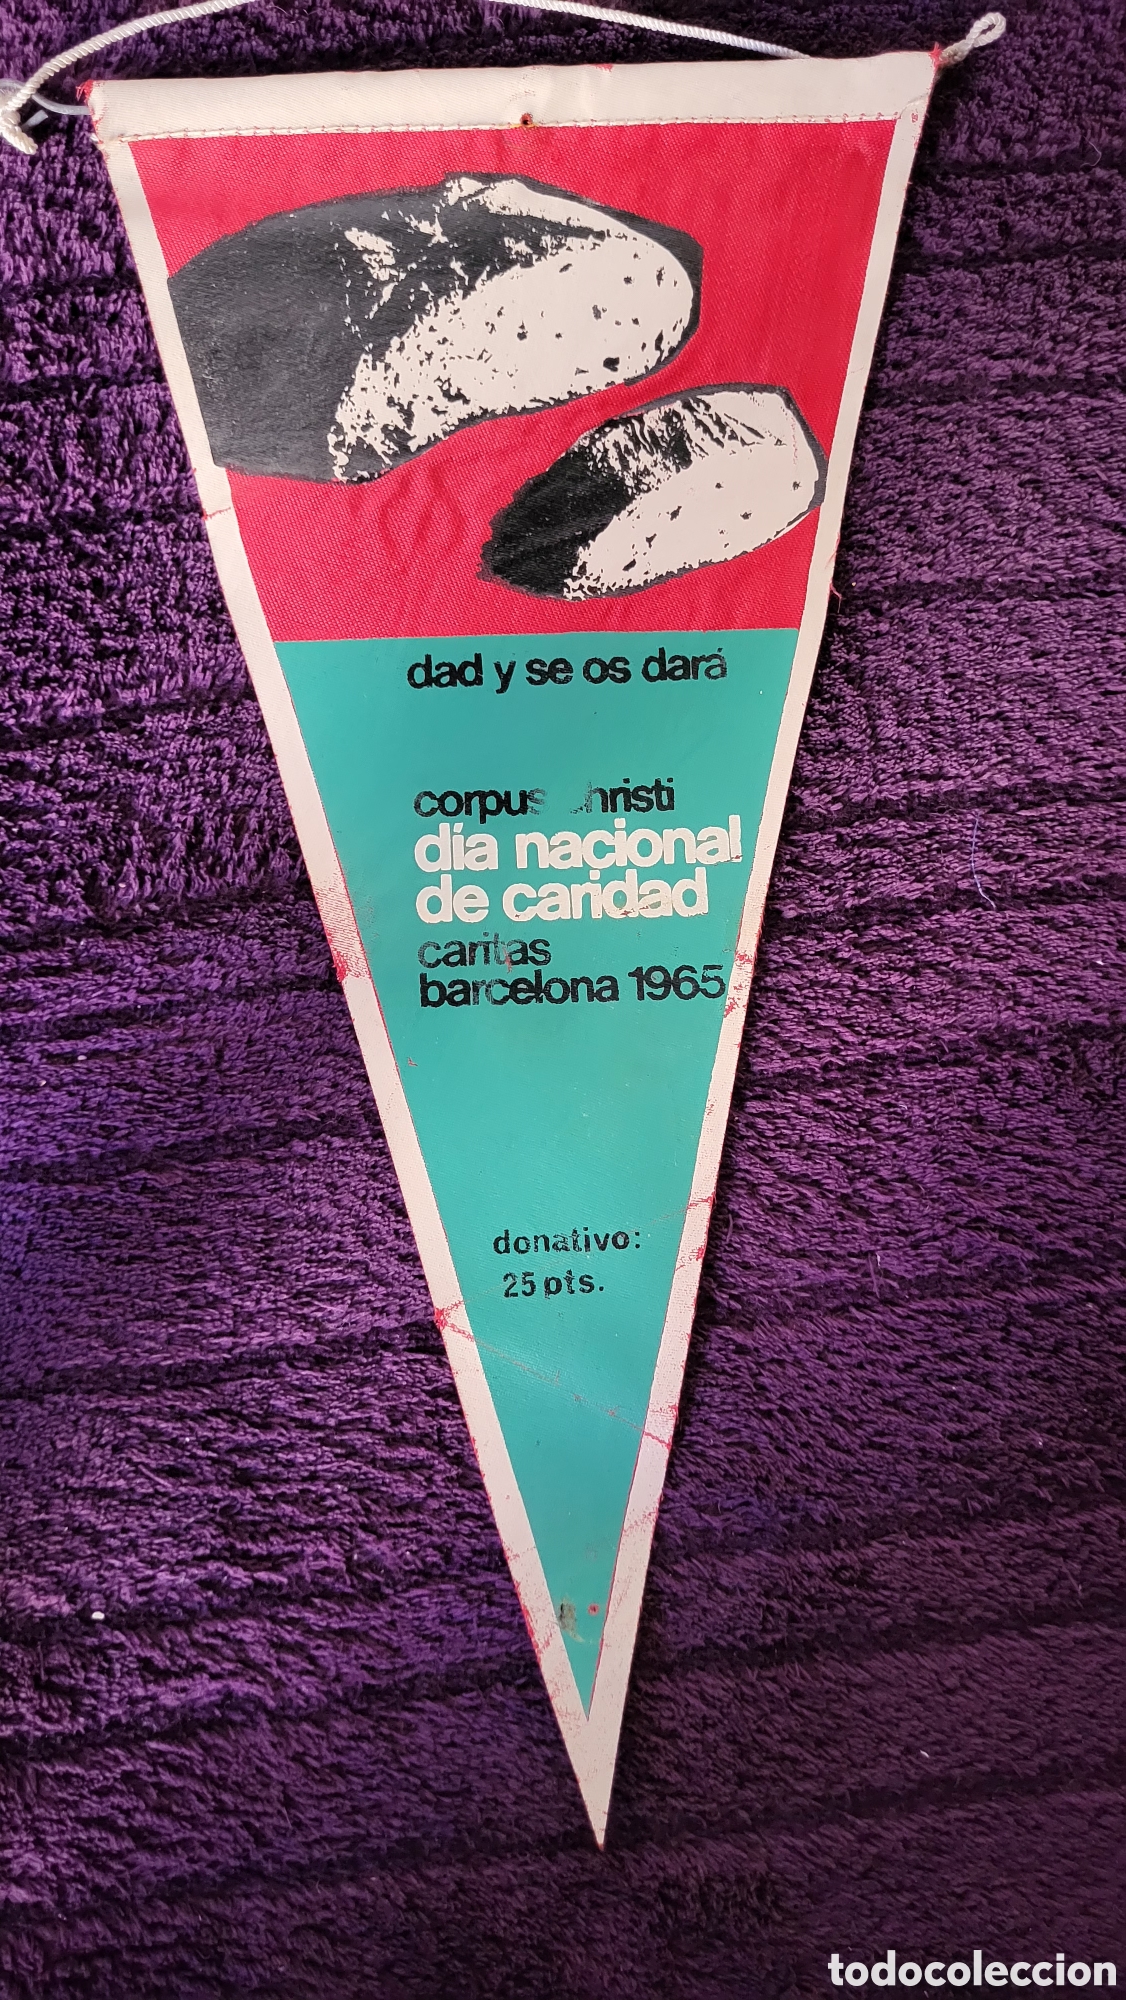 dad y se os dará
corpus christi
día nacional
de caridad
caritas
barcelona 1965
donativo:
25 pts.
todocoleccion